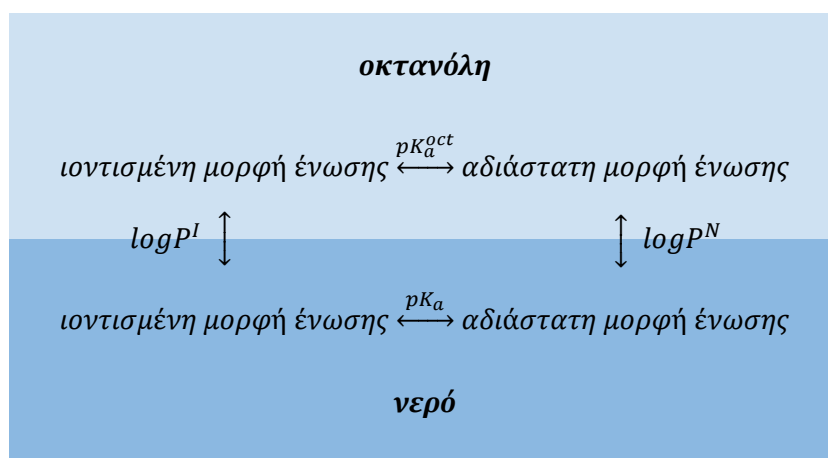 οκτανόλη
ιοντισμένη μορφή ένωσης pK_a^{oct} ⟷ αδιάστατη μορφή ένωσης
logP^I ↕ ↕ logP^N
ιοντισμένη μορφή ένωσης pK_a ⟷ αδιάστατη μορφή ένωσης
νερό